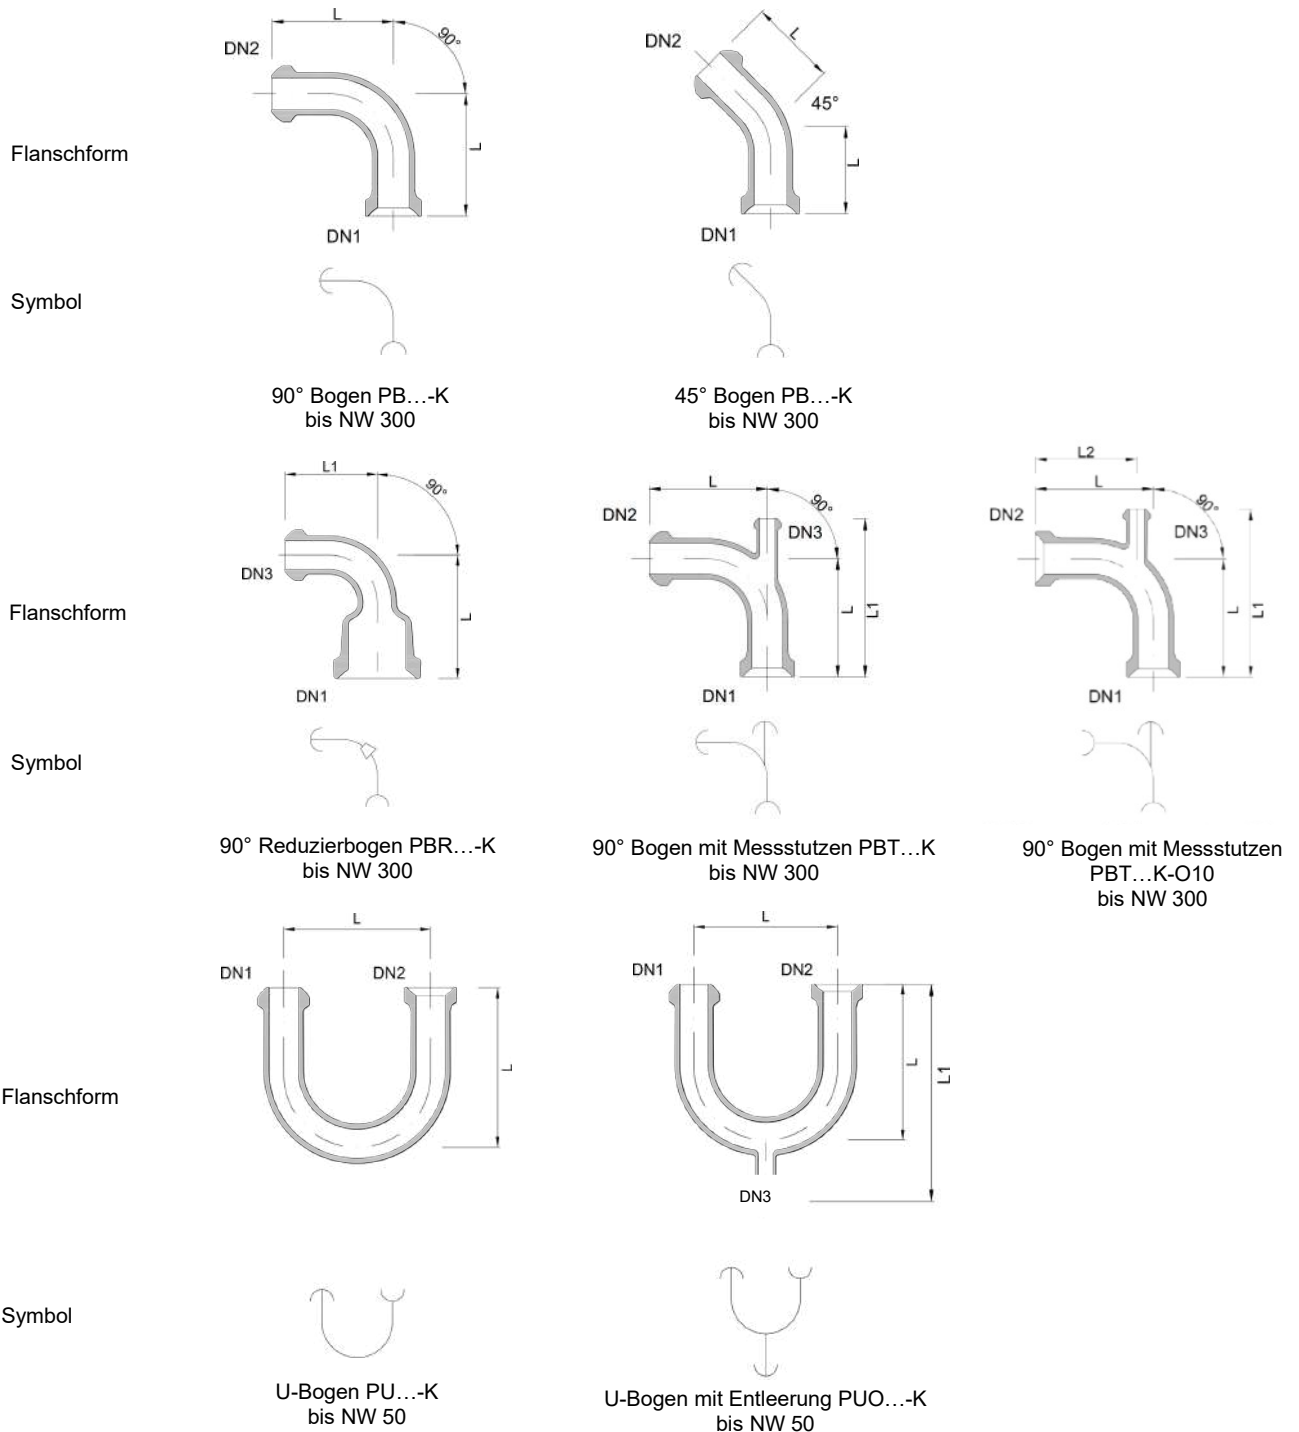 L
90°
DN2
L
DN1
DN2
L
45°
L
DN1
Flanschform
Symbol
90° Bogen PB…-K
bis NW 300
45° Bogen PB…-K
bis NW 300
L1
90°
DN3
L
DN1
L
90°
DN2
DN3
L
L1
DN1
L2
L
90°
DN2
DN3
L
L1
DN1
Flanschform
Symbol
90° Reduzierbogen PBR…-K
bis NW 300
90° Bogen mit Messstutzen PBT…K
bis NW 300
90° Bogen mit Messstutzen
PBT…K-O10
bis NW 300
L
DN1
DN2
L
L
DN1
DN2
L
L1
DN3
Flanschform
Symbol
U-Bogen PU…-K
bis NW 50
U-Bogen mit Entleerung PUO…-K
bis NW 50